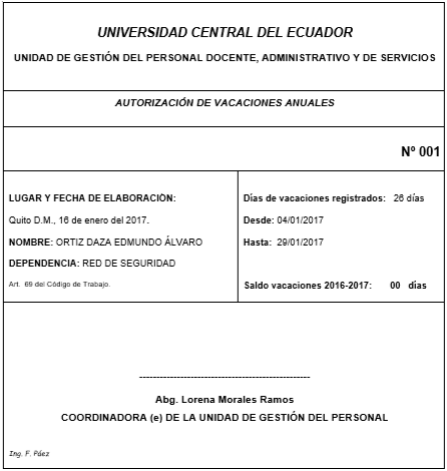 UNIVERSIDAD CENTRAL DEL ECUADOR
UNIDAD DE GESTIÓN DEL PERSONAL DOCENTE, ADMINISTRATIVO Y DE SERVICIOS
AUTORIZACIÓN DE VACACIONES ANUALES
Nº 001
LUGAR Y FECHA DE ELABORACIÓN:
Quito D.M., 16 de enero del 2017.
NOMBRE: ORTIZ DAZA EDMUNDO ÁLVARO
DEPENDENCIA: RED DE SEGURIDAD
Art. 69 del Código de Trabajo.
Días de vacaciones registrados: 26 días
Desde: 04/01/2017
Hasta: 29/01/2017
Saldo vacaciones 2016-2017: 00 días
--------------------------------------------------
Abg. Lorena Morales Ramos
COORDINADORA (e) DE LA UNIDAD DE GESTIÓN DEL PERSONAL
Ing. F. Páez